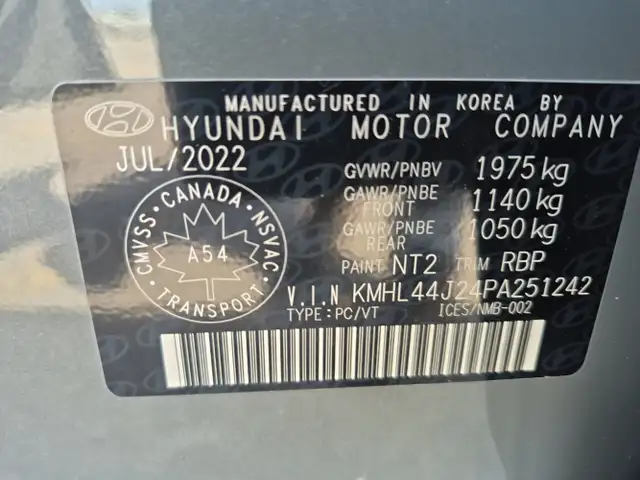 MANUFACTURED IN KOREA BY
HYUNDAI MOTOR COMPANY
JUL/2022
GVWR/PNBV 1975 kg
GAWR/PNBE FRONT 1140 kg
GAWR/PNBE REAR 1050 kg
PAINT NT2 TRIM RBP
CANADA
CMVSS · NSVAC
A54
TRANSPORT
V.I.N KMHL44J24PA251242
TYPE:PC/VT ICES/NMB-002